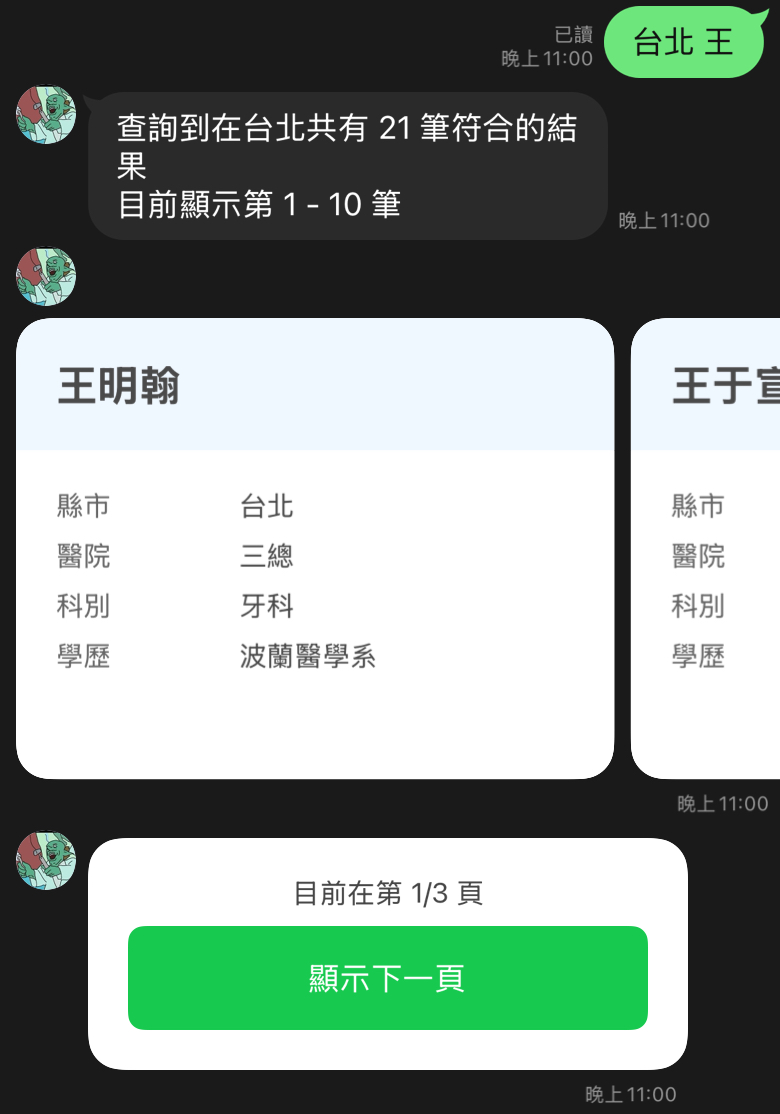 台北 王
已讀
晚上11:00
查詢到在台北共有 21 筆符合的結
果
目前顯示第 1 - 10 筆
晚上11:00
王明翰
縣市 台北
醫院 三總
科別 牙科
學歷 波蘭醫學系
王于宣
縣市
醫院
科別
學歷
晚上11:00
目前在第 1/3 頁
顯示下一頁
晚上11:00